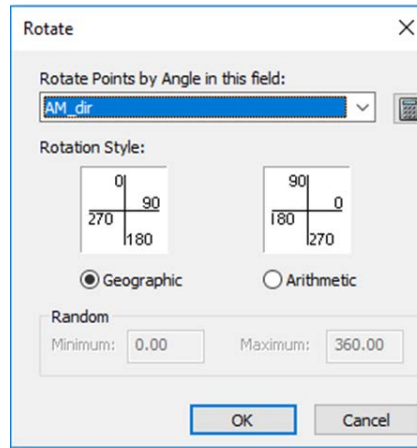 Rotate
Rotate Points by Angle in this field:
AM_dir
Rotation Style:
0 90
90 0
270 180
180 270
Geographic Arithmetic
Random
Minimum: 0.00 Maximum: 360.00
OK Cancel